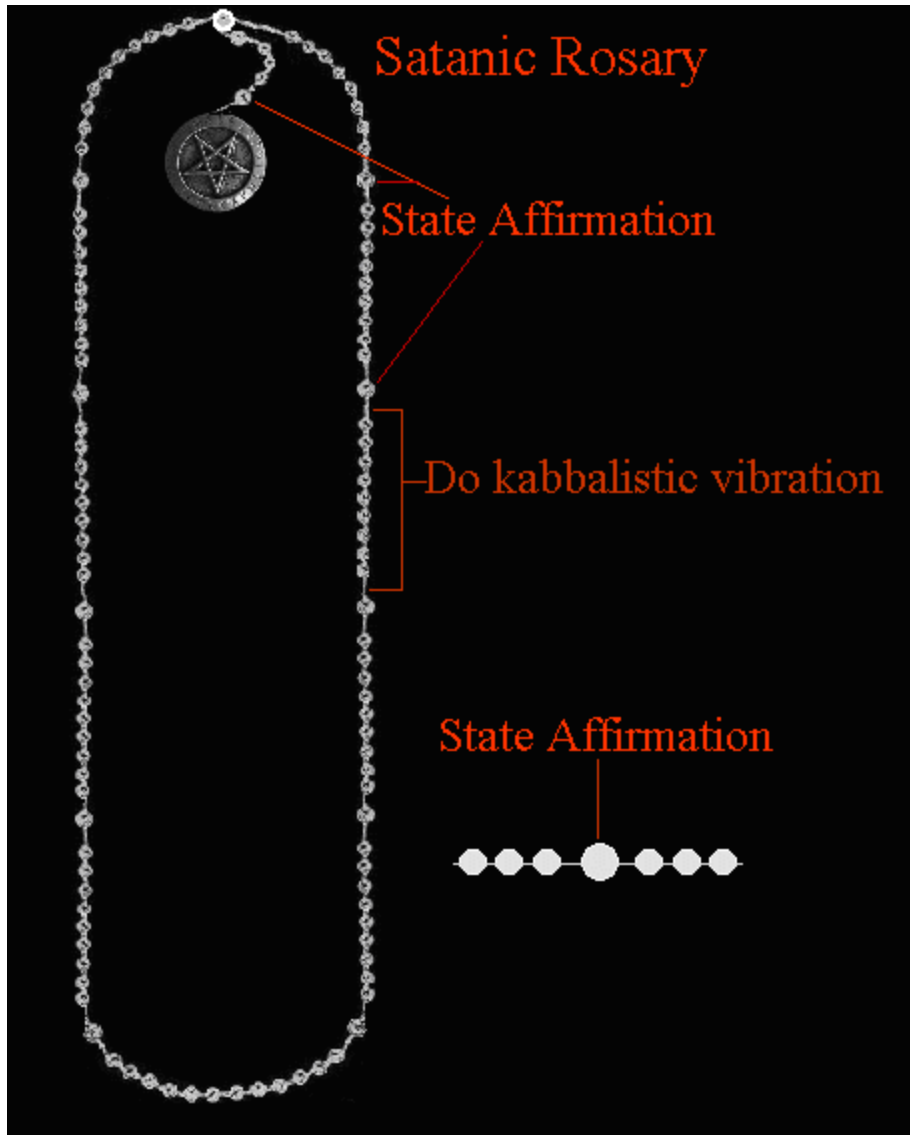 Satanic Rosary
State Affirmation
Do kabbalistic vibration
State Affirmation